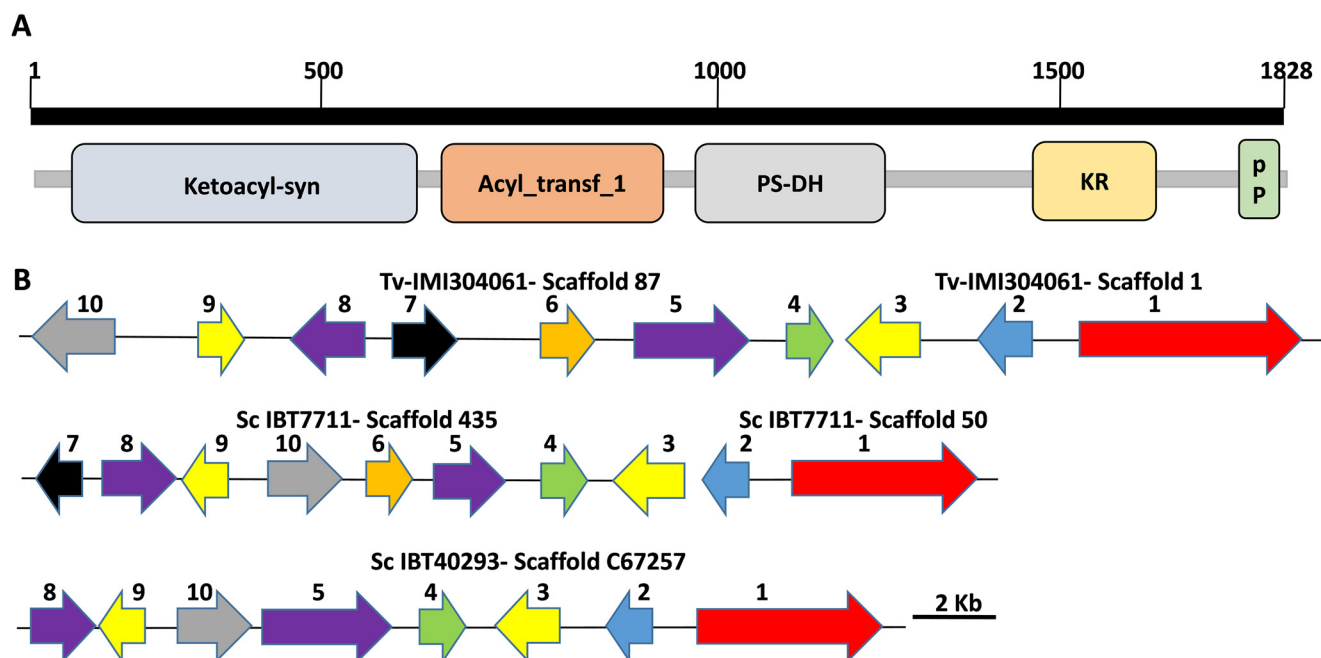 A
1 500 1000 1500 1828
Ketoacyl-syn Acyl_transf_1 PS-DH KR p
P
B
Tv-IMI304061- Scaffold 87 Tv-IMI304061- Scaffold 1
10 9 8 7 6 5 4 3 2 1
Sc IBT7711- Scaffold 435 Sc IBT7711- Scaffold 50
7 8 9 10 6 5 4 3 2 1
Sc IBT40293- Scaffold C67257
8 9 10 5 4 3 2 1
2 Kb